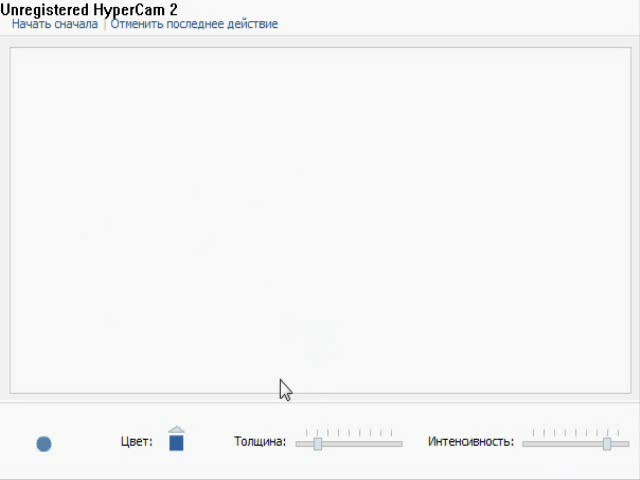 Unregistered HyperCam 2
Начать сначала | Отменить последнее действие
Цвет: Толщина: Интенсивность: